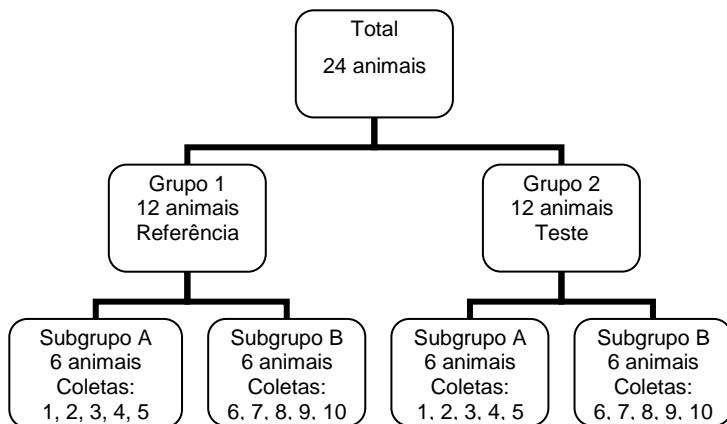 Total
24 animais
Grupo 1
12 animais
Referência
Grupo 2
12 animais
Teste
Subgrupo A
6 animais
Coletas:
1, 2, 3, 4, 5
Subgrupo B
6 animais
Coletas:
6, 7, 8, 9, 10
Subgrupo A
6 animais
Coletas:
1, 2, 3, 4, 5
Subgrupo B
6 animais
Coletas:
6, 7, 8, 9, 10